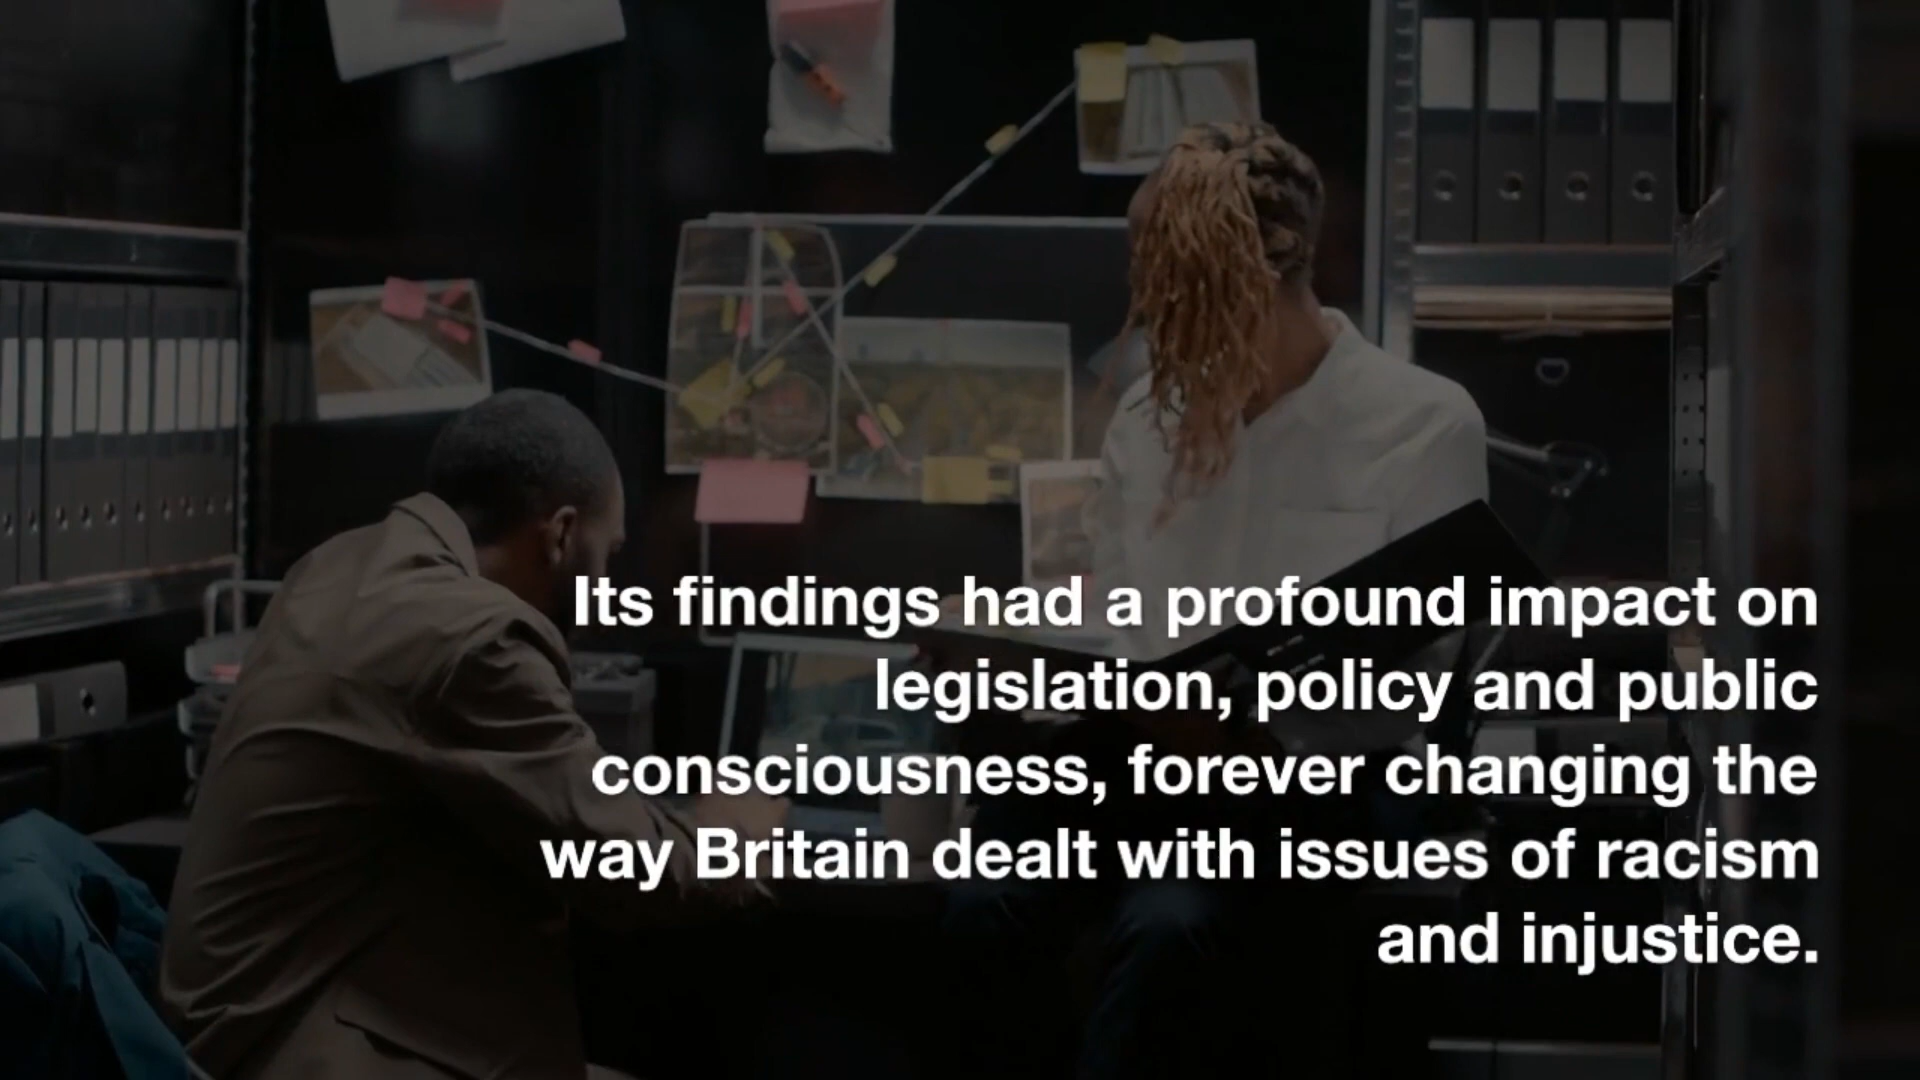 Its findings had a profound impact on
legislation, policy and public
consciousness, forever changing the
way Britain dealt with issues of racism
and injustice.